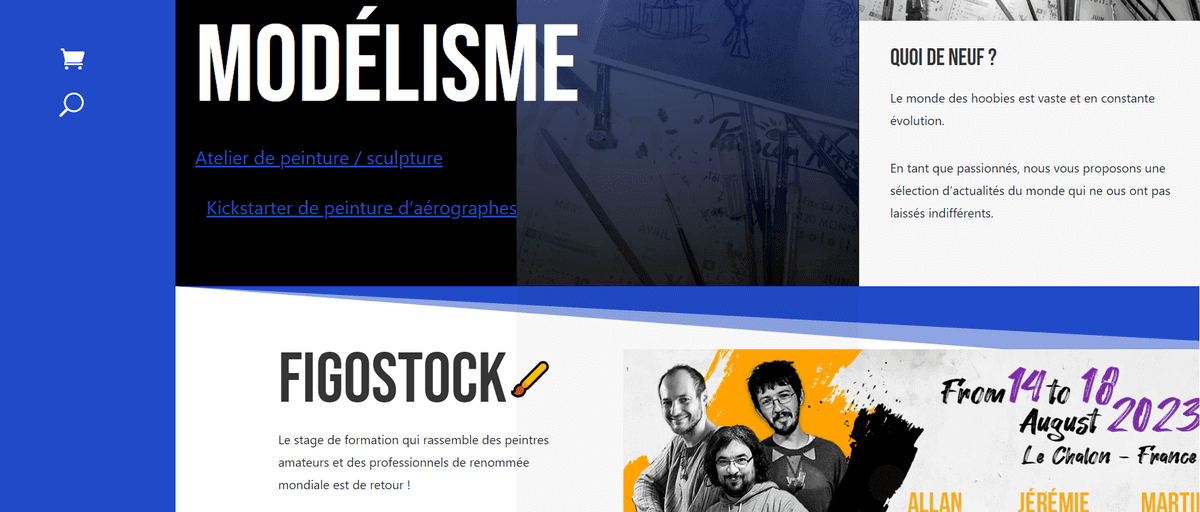 MODÉLISME
Atelier de peinture / sculpture
Kickstarter de peinture d'aérographes
QUOI DE NEUF ?
Le monde des hoobies est vaste et en constante
évolution.
En tant que passionnés, nous vous proposons une
sélection d'actualités du monde qui ne ous ont pas
laissés indifférents.
FIGOSTOCK
Le stage de formation qui rassemble des peintres
amateurs et des professionnels de renommée
mondiale est de retour !
From 14 to 18
August 2023
Le Chalon - France
ALLAN JÉRÉMIE
AVRIL
JUIN